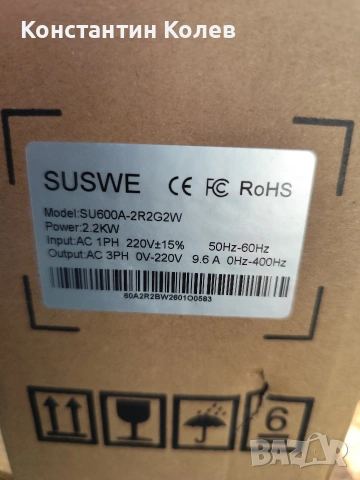 Константин Колев
SUSWE CE FC RoHS
Model:SU600A-2R2G2W
Power:2.2KW
Input:AC 1PH 220V±15% 50Hz-60Hz
Output:AC 3PH 0V-220V 9.6 A 0Hz-400Hz
60A2R2BW2601O0583
6
BAZAR